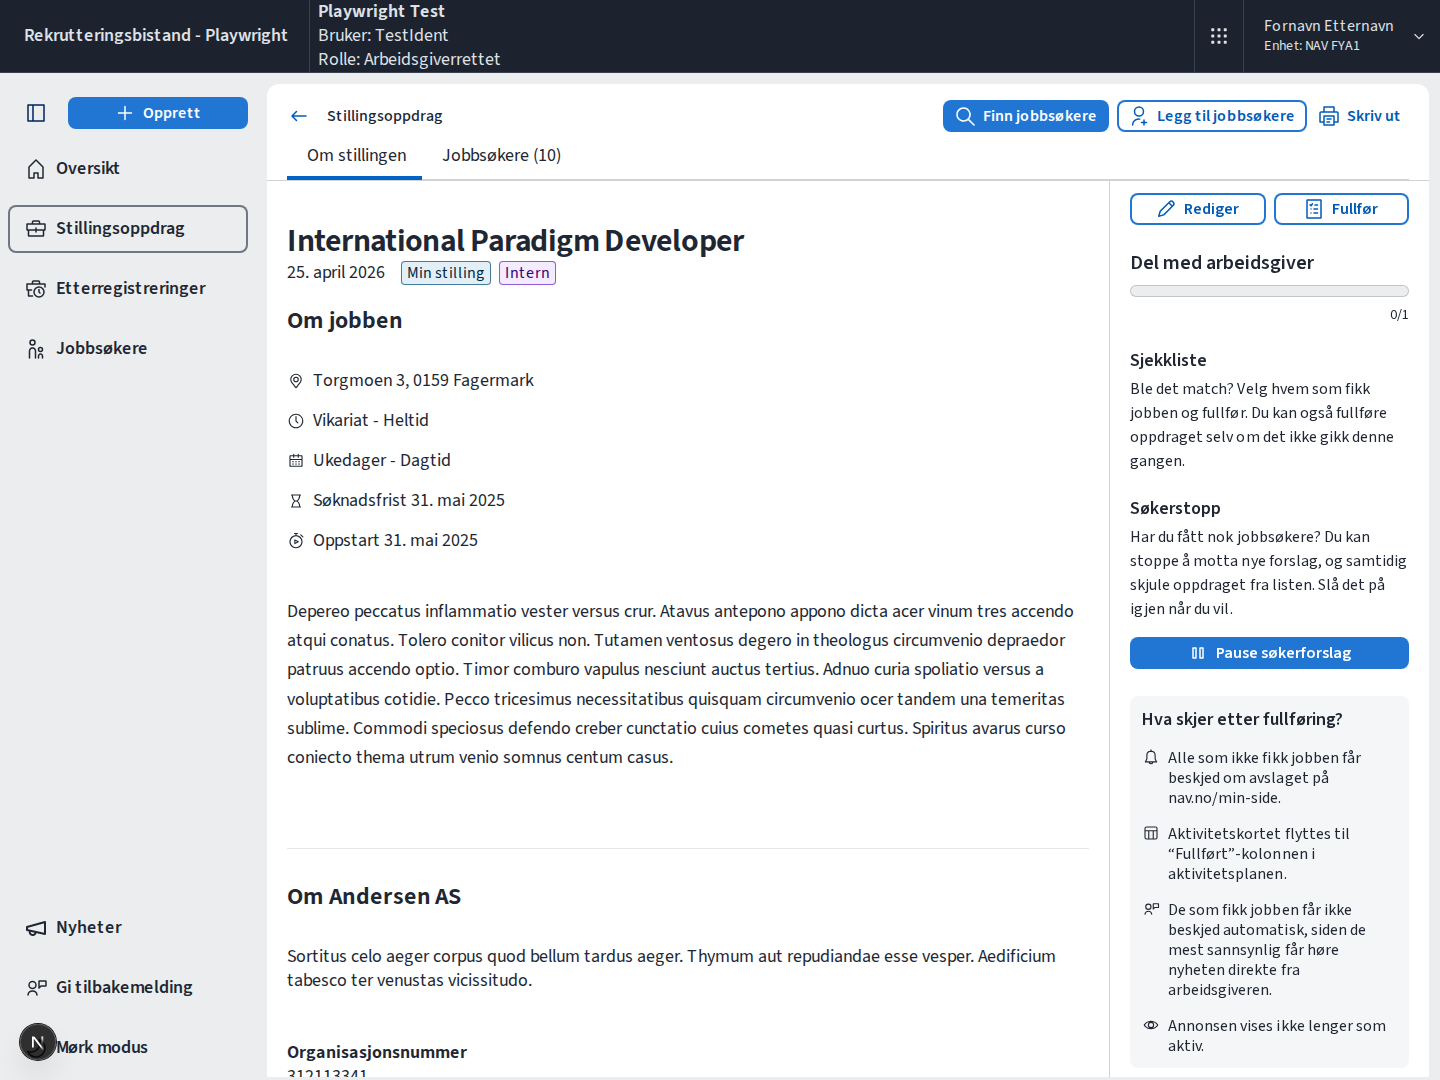 Rekrutteringsbistand - Playwright
Playwright Test
Bruker: TestIdent
Rolle: Arbeidsgiverrettet
Fornavn Etternavn
Enhet: NAV FYA1
Opprett
Oversikt
Stillingsoppdrag
Etterregistreringer
Jobbsøkere
Nyheter
Gi tilbakemelding
N
Mørk modus
Stillingsoppdrag
Finn jobbsøkere
Legg til jobbsøkere
Skriv ut
Om stillingen
Jobbsøkere (10)
International Paradigm Developer
25. april 2026
Min stilling
Intern
Om jobben
Torgmoen 3, 0159 Fagermark
Vikariat - Heltid
Ukedager - Dagtid
Søknadsfrist 31. mai 2025
Oppstart 31. mai 2025
Depereo peccatus inflammatio vester versus crur. Atavus antepono appono dicta acer vinum tres accendo
atqui conatus. Tolero conitor vilicus non. Tutamen ventosus degero in theologus circumvenio depraedor
patruus accendo optio. Timor comburo vapulus nesciunt auctus tertius. Adnuo curia spoliatio versus a
voluptatibus cotidie. Pecco tricesimus necessitatibus quisquam circumvenio ocer tandem una temeritas
sublime. Commodi speciosus defendo creber cunctatio cuius cometes quasi curtus. Spiritus avarus curso
coniecto thema utrum venio somnus centum casus.
Om Andersen AS
Sortitus celo aeger corpus quod bellum tardus aeger. Thymum aut repudiandae esse vesper. Aedificium
tabesco ter venustas vicissitudo.
Organisasjonsnummer
312113341
Rediger
Fullfør
Del med arbeidsgiver
0/1
Sjekkliste
Ble det match? Velg hvem som fikk
jobben og fullfør. Du kan også fullføre
oppdraget selv om det ikke gikk denne
gangen.
Søkerstopp
Har du fått nok jobbsøkere? Du kan
stoppe å motta nye forslag, og samtidig
skjule oppdraget fra listen. Slå det på
igjen når du vil.
Pause søkerforslag
Hva skjer etter fullføring?
Alle som ikke fikk jobben får
beskjed om avslaget på
nav.no/min-side.
Aktivitetskortet flyttes til
“Fullført”-kolonnen i
aktivitetsplanen.
De som fikk jobben får ikke
beskjed automatisk, siden de
mest sannsynlig får høre
nyheten direkte fra
arbeidsgiveren.
Annonsen vises ikke lenger som
aktiv.